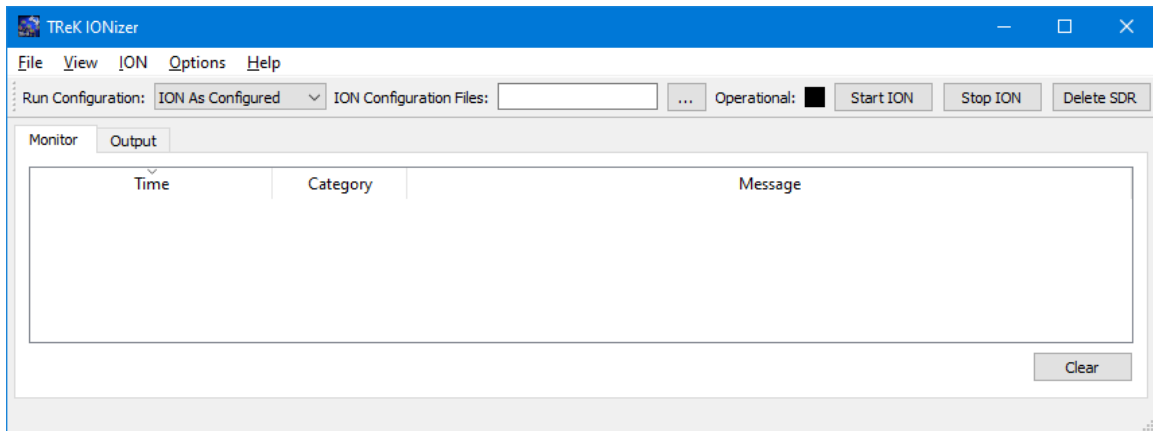 TReK IONizer
File View ION Options Help
Run Configuration: ION As Configured ION Configuration Files: ... Operational: Start ION Stop ION Delete SDR
Monitor Output
Time Category Message
Clear